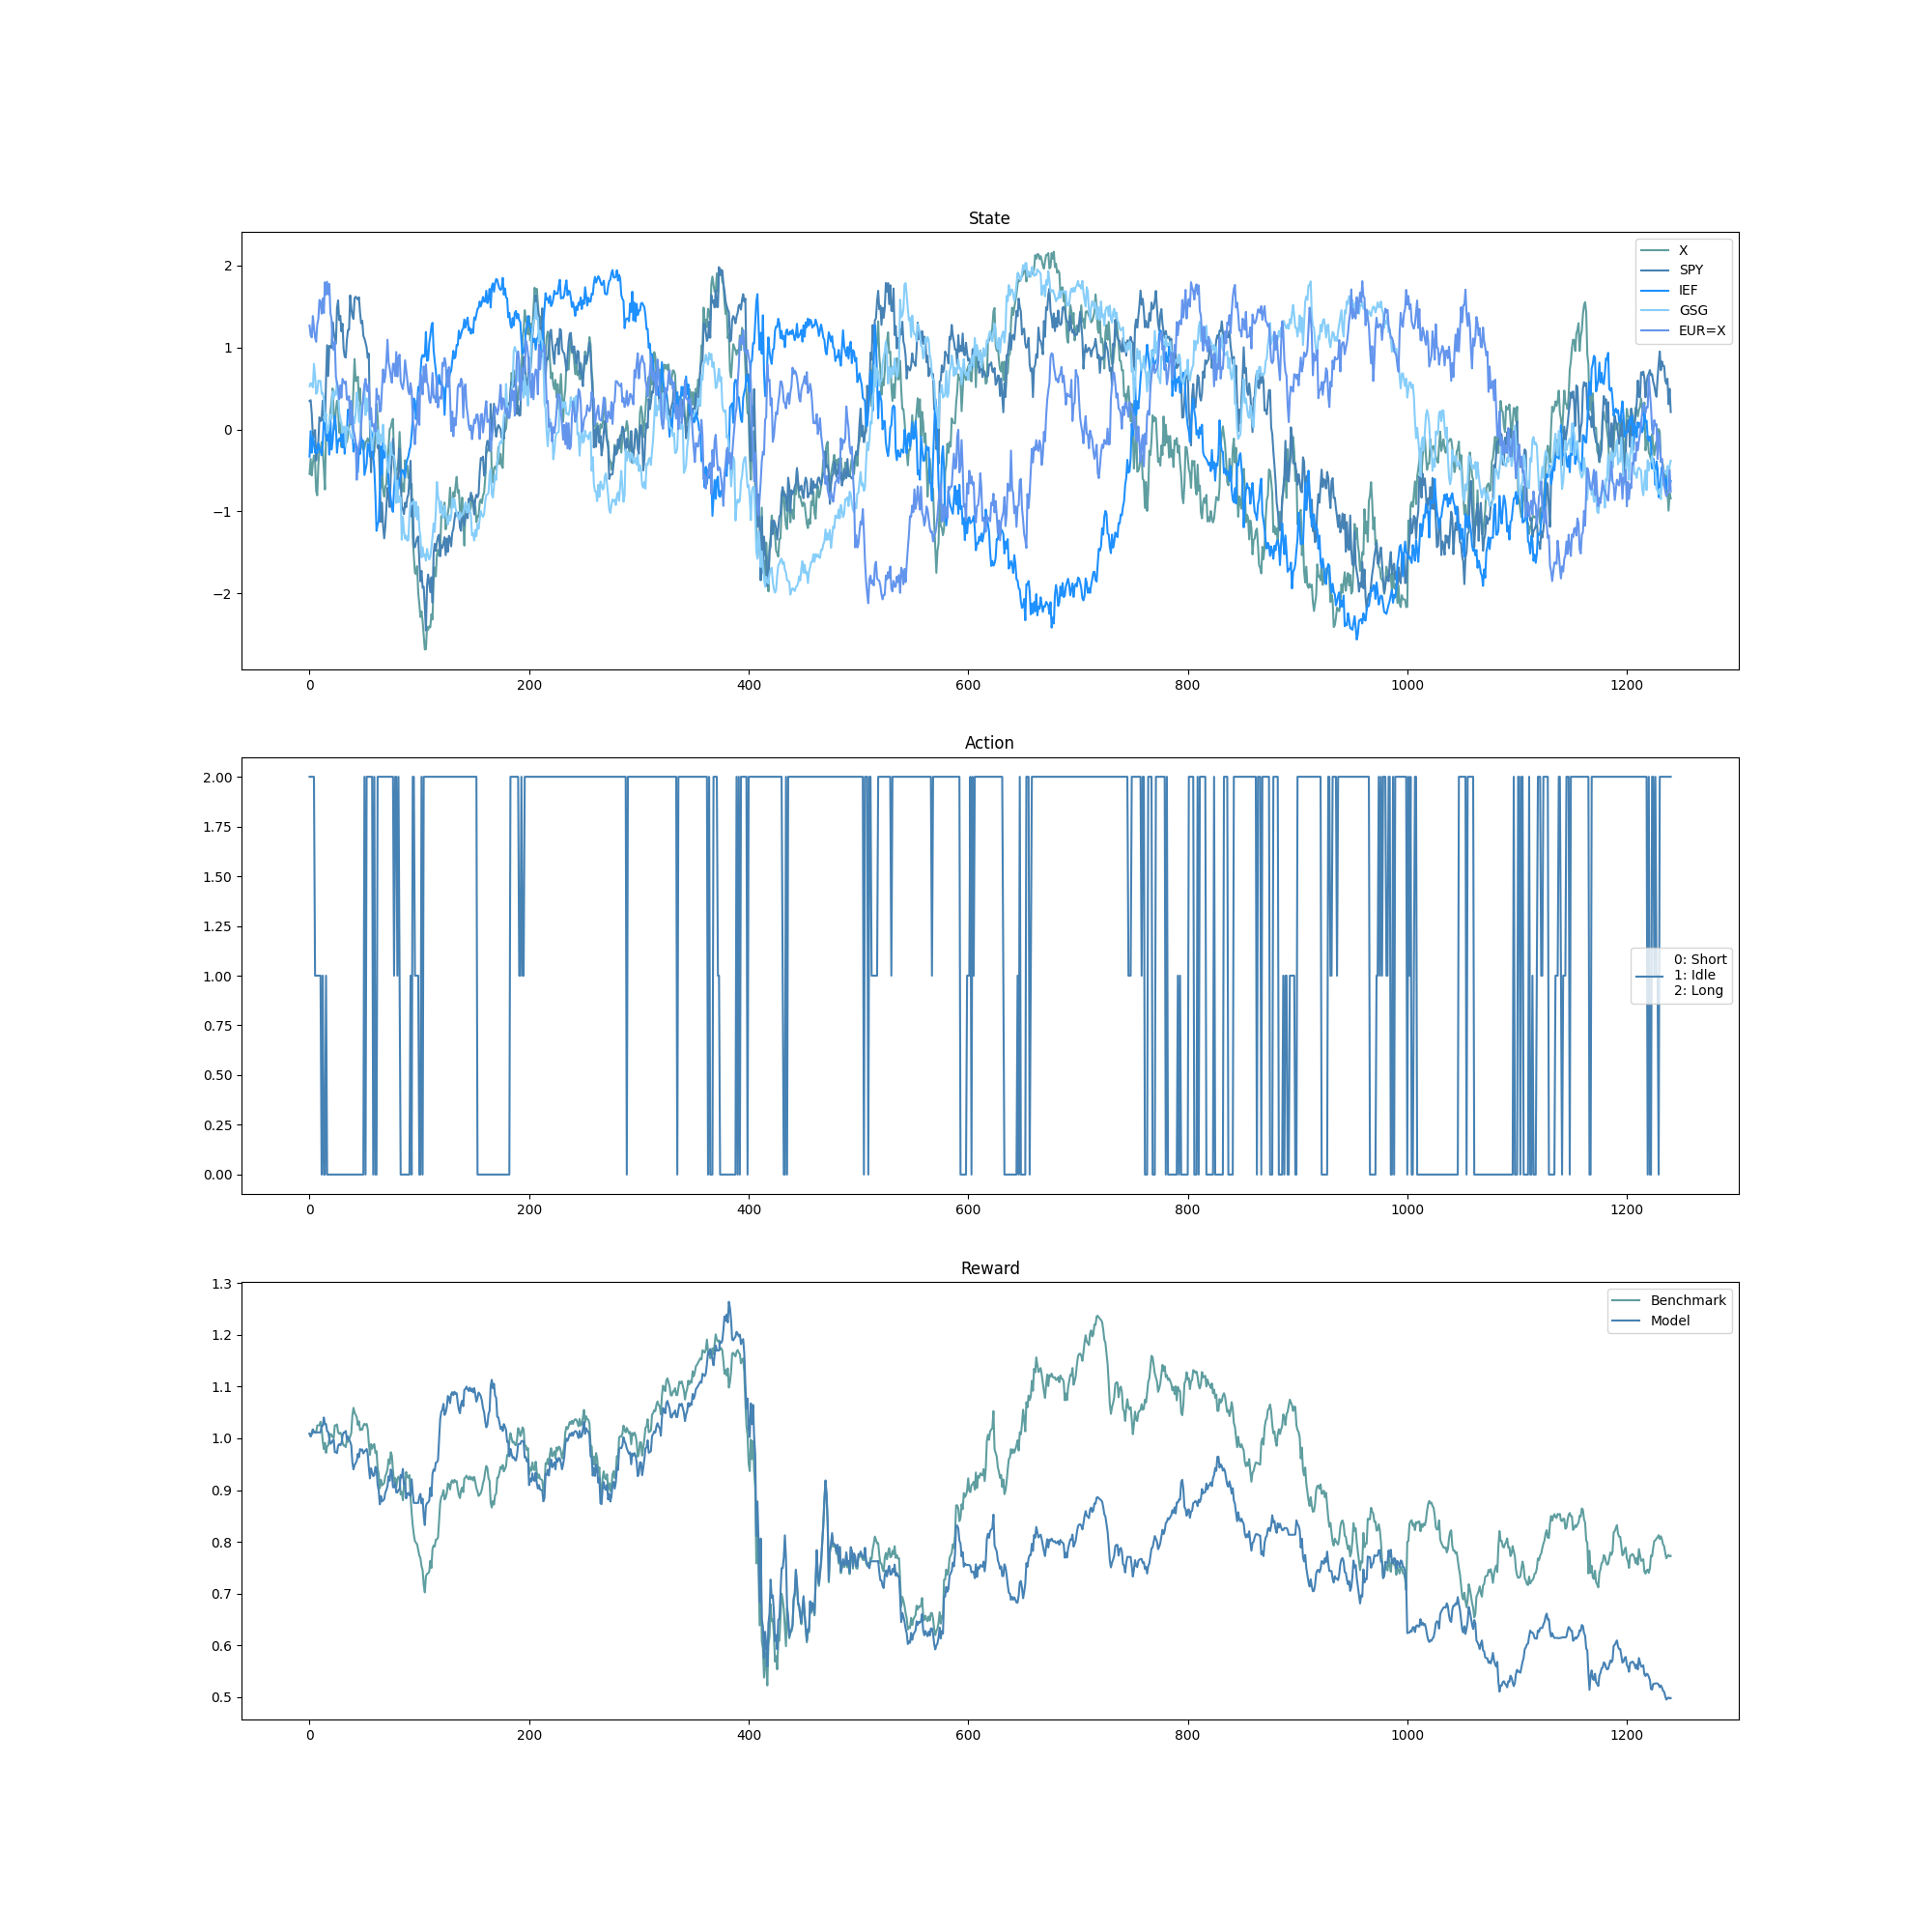 State
2
1
0
−1
−2
0 200 400 600 800 1000 1200
X
SPY
IEF
GSG
EUR=X
Action
2.00
1.75
1.50
1.25
1.00
0.75
0.50
0.25
0.00
0 200 400 600 800 1000 1200
0: Short
1: Idle
2: Long
Reward
1.3
1.2
1.1
1.0
0.9
0.8
0.7
0.6
0.5
0 200 400 600 800 1000 1200
Benchmark
Model